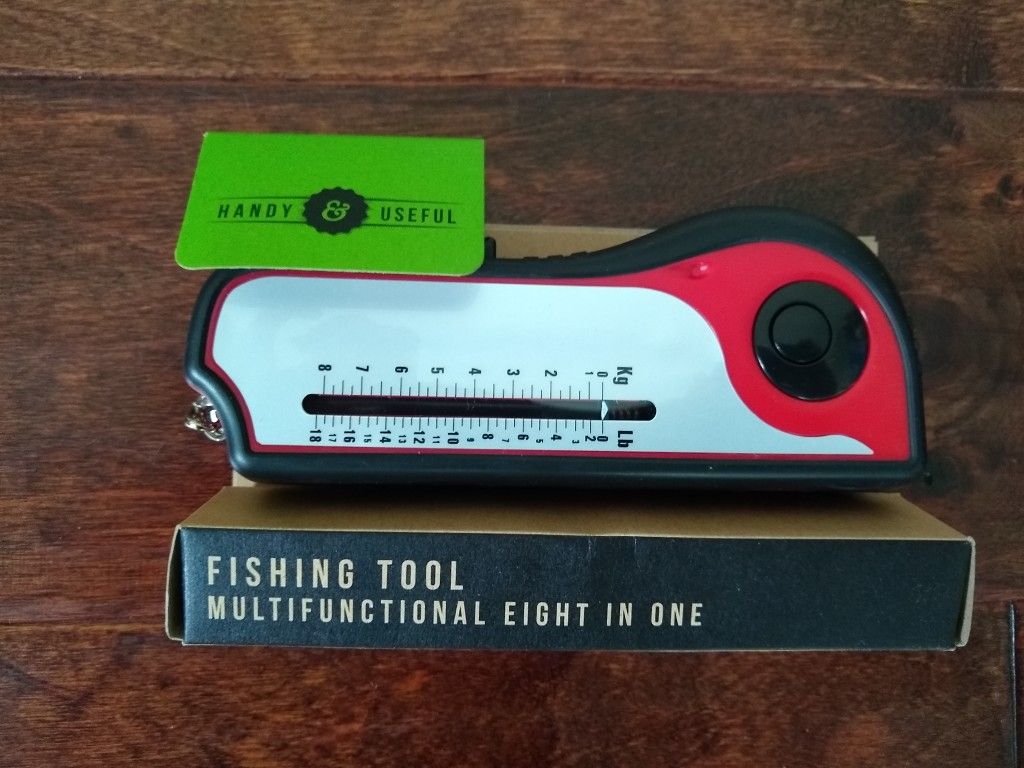 HANDY & USEFUL
8 7 6 5 4 3 2 1 0 Kg
18 17 16 15 14 13 12 11 10 9 8 7 6 5 4 3 2 0 Lb
FISHING TOOL
MULTIFUNCTIONAL EIGHT IN ONE